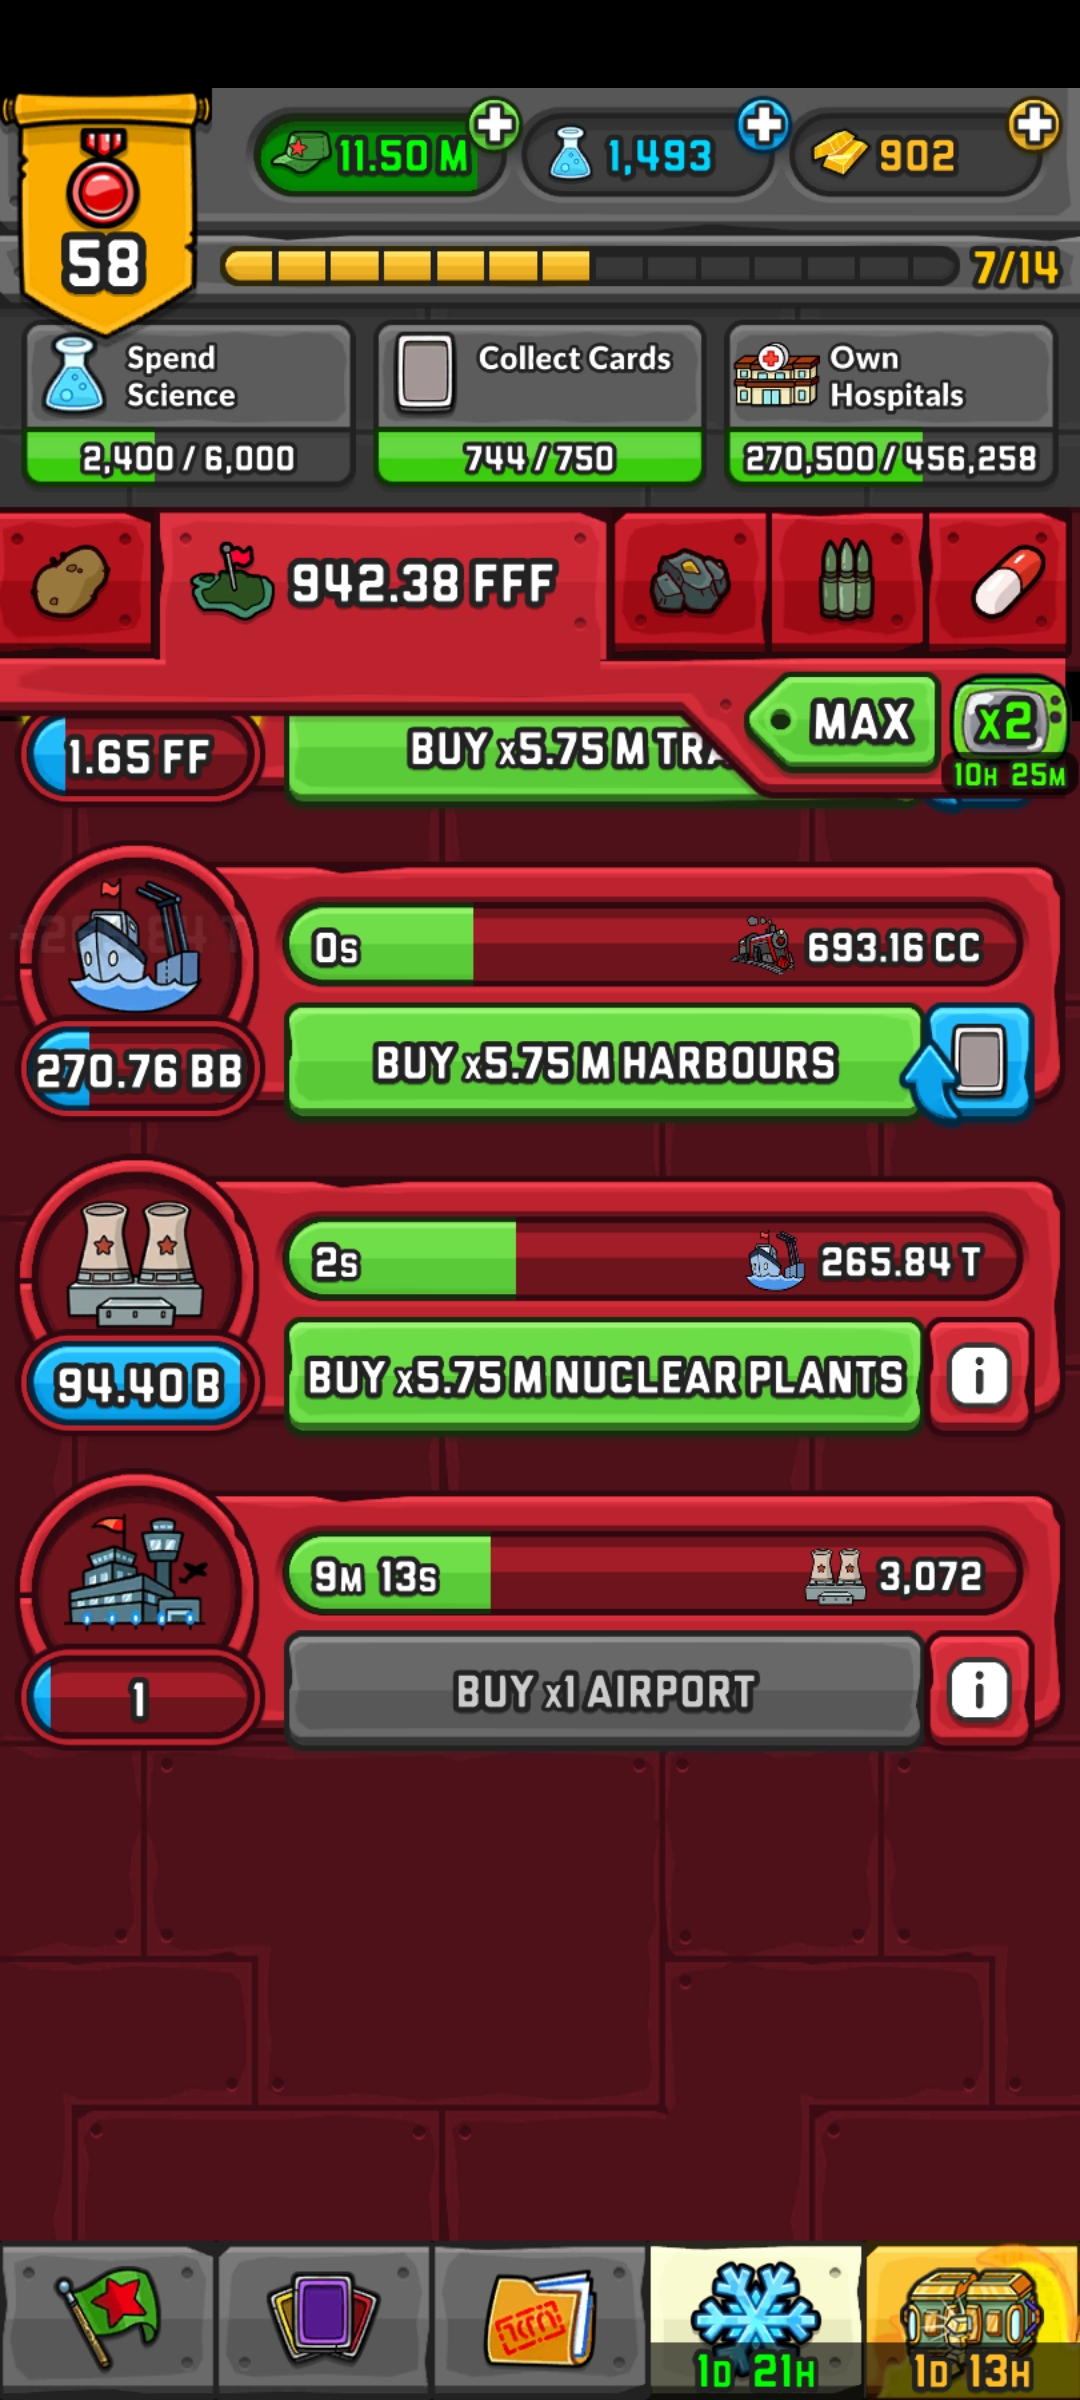 11.50 M
1,493
902
58
7/14
Spend
Science
2,400 / 6,000
Collect Cards
744 / 750
Own
Hospitals
270,500 / 456,258
942.38 FFF
MAX
x2
10H 25M
1.65 FF
BUY x5.75 M TRA
0s
693.16 CC
270.76 BB
BUY x5.75 M HARBOURS
2s
265.84 T
94.40 B
BUY x5.75 M NUCLEAR PLANTS
i
9M 13s
3,072
1
BUY x1 AIRPORT
i
1D 21H
1D 13H